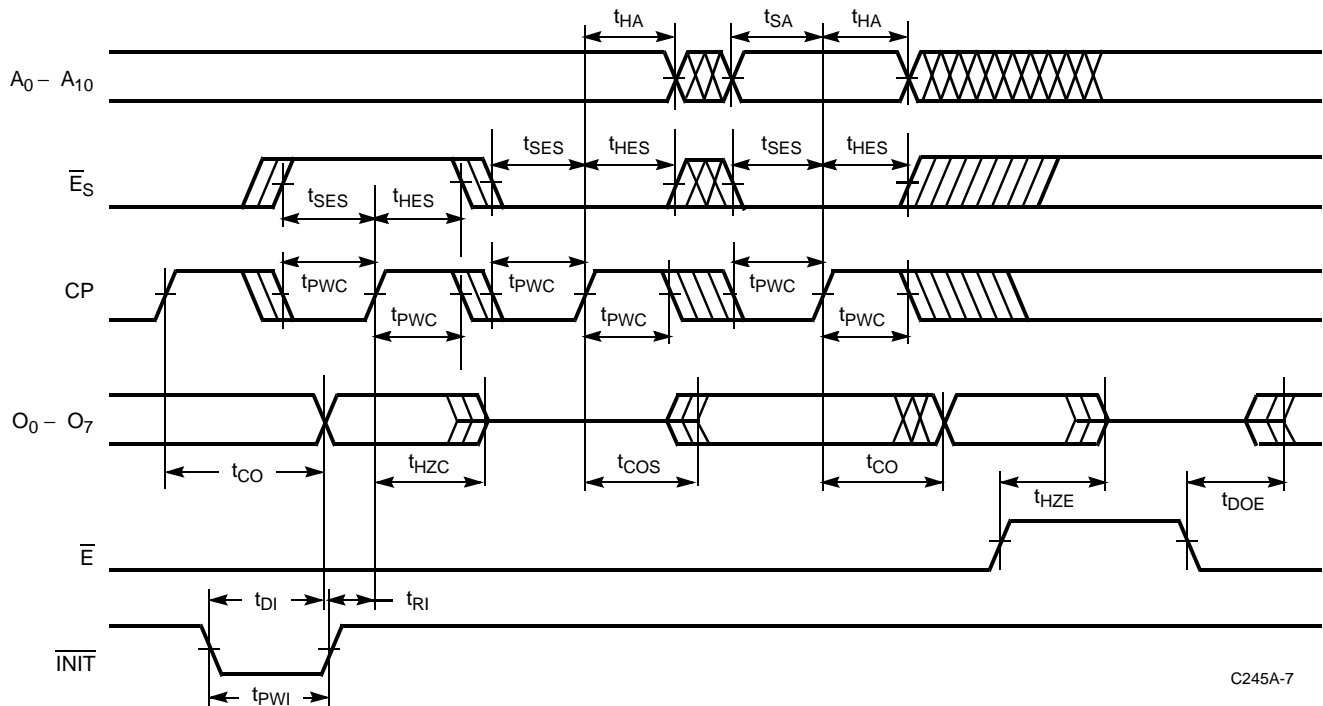 tHA tSA tHA
A0 – A10
tSES tHES tSES tHES
ES
tSES tHES
CP
tPWC tPWC tPWC
tPWC tPWC tPWC
O0 – O7
tCO tHZC tCOS tCO
tHZE tDOE
E
tDI tRI
INIT
tPWI
C245A-7